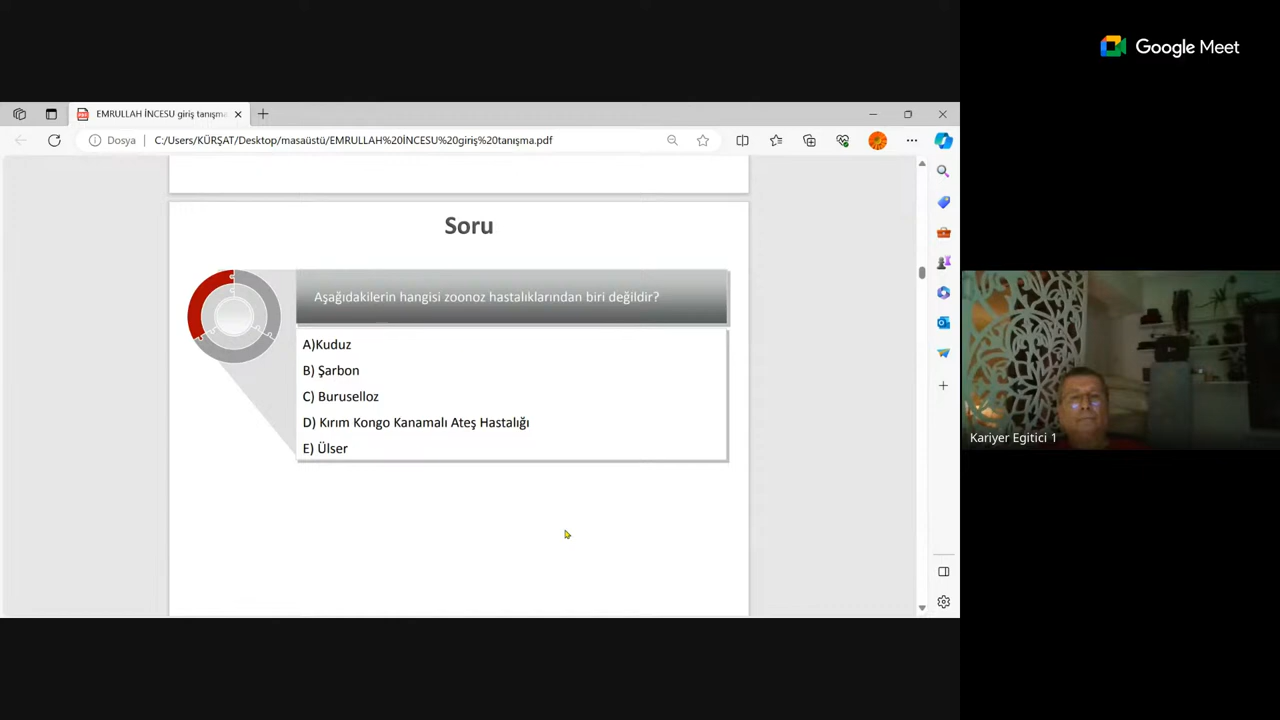 Google Meet
EMRULLAH İNCESU giriş tanışma
Dosya
C:/Users/KÜRŞAT/Desktop/masaüstü/EMRULLAH%20İNCESU%20giriş%20tanışma.pdf
Soru
Aşağıdakilerin hangisi zoonoz hastalıklarından biri değildir?
A)Kuduz
B) Şarbon
C) Buruselloz
D) Kırım Kongo Kanamalı Ateş Hastalığı
E) Ülser
Kariyer Egitici 1